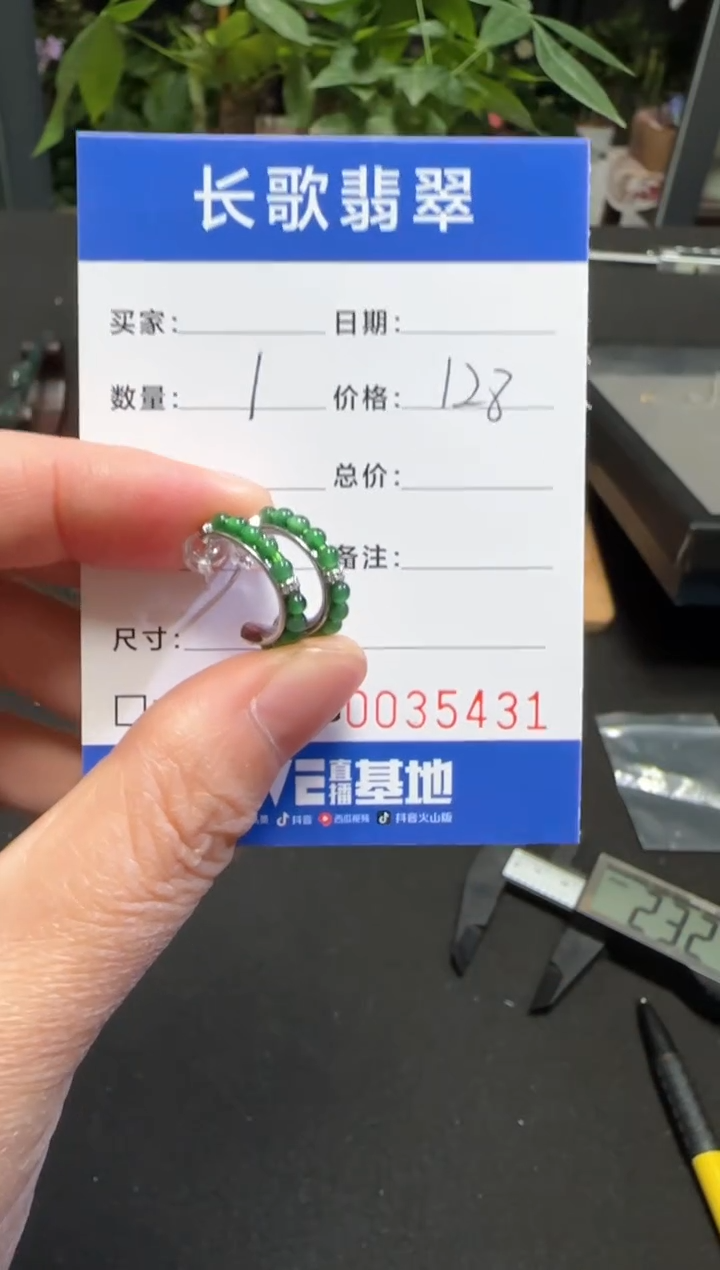 长歌翡翠
买家: 日期:
数量: 1 价格: 128
总价:
备注:
尺寸:
0035431
直播基地
抖音 西瓜视频 抖音火山版
232